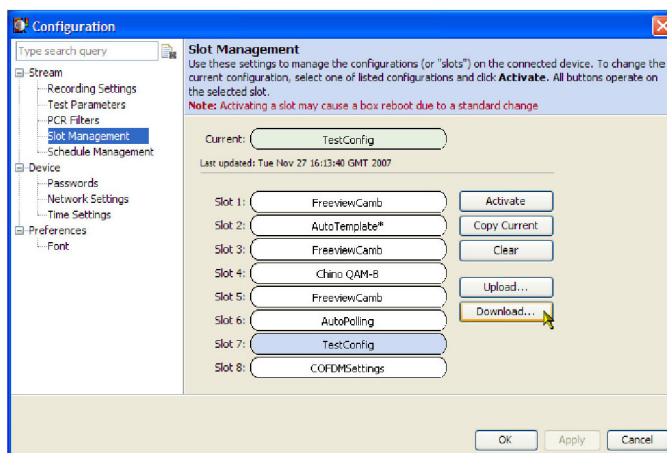 Configuration
Type search query
Stream
Recording Settings
Test Parameters
PCR Filters
Slot Management
Schedule Management
Device
Passwords
Network Settings
Time Settings
Preferences
Font
Slot Management
Use these settings to manage the configurations (or "slots") on the connected device. To change the
current configuration, select one of listed configurations and click Activate. All buttons operate on
the selected slot.
Note: Activating a slot may cause a box reboot due to a standard change
Current: TestConfig
Last updated: Tue Nov 27 16:13:40 GMT 2007
Slot 1: FreeviewCamb Activate
Slot 2: AutoTemplate* Copy Current
Slot 3: FreeviewCamb Clear
Slot 4: Chino QAM-B
Upload...
Slot 5: FreeviewCamb
Download...
Slot 6: AutoPolling
Slot 7: TestConfig
Slot 8: COFDMSettings
OK Apply Cancel